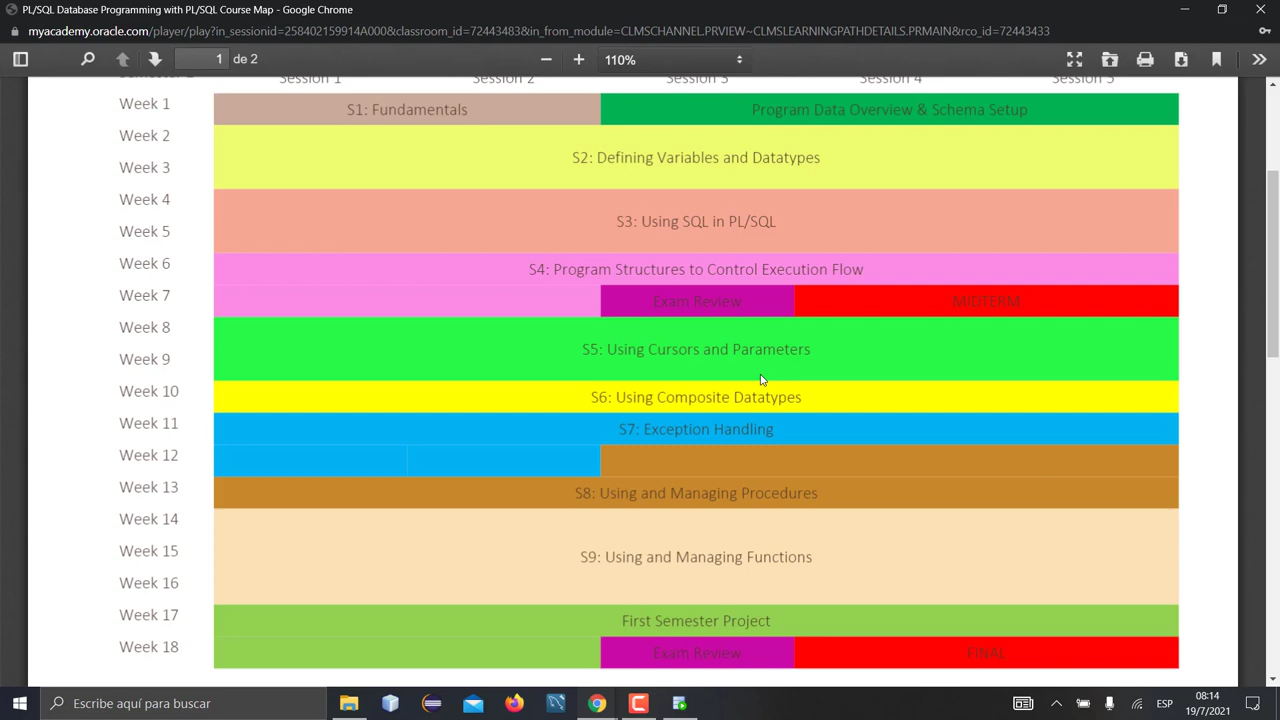 PL/SQL Database Programming with PL/SQL Course Map - Google Chrome
myacademy.oracle.com/player/play?in_sessionid=258402159914A000&classroom_id=72443483&in_from_module=CLMSCHANNEL.PRVIEW~CLMSLEARNINGPATHDETAILS.PRMAIN&rco_id=72443433
1 de 2 110%
Session 1 Session 2 Session 3 Session 4 Session 5
Week 1 S1: Fundamentals Program Data Overview & Schema Setup
Week 2
S2: Defining Variables and Datatypes
Week 3
Week 4
S3: Using SQL in PL/SQL
Week 5
Week 6 S4: Program Structures to Control Execution Flow
Week 7 Exam Review MIDTERM
Week 8
S5: Using Cursors and Parameters
Week 9
Week 10 S6: Using Composite Datatypes
Week 11 S7: Exception Handling
Week 12
Week 13 S8: Using and Managing Procedures
Week 14
Week 15 S9: Using and Managing Functions
Week 16
Week 17 First Semester Project
Week 18 Exam Review FINAL
Escribe aquí para buscar
ESP
08:14
19/7/2021